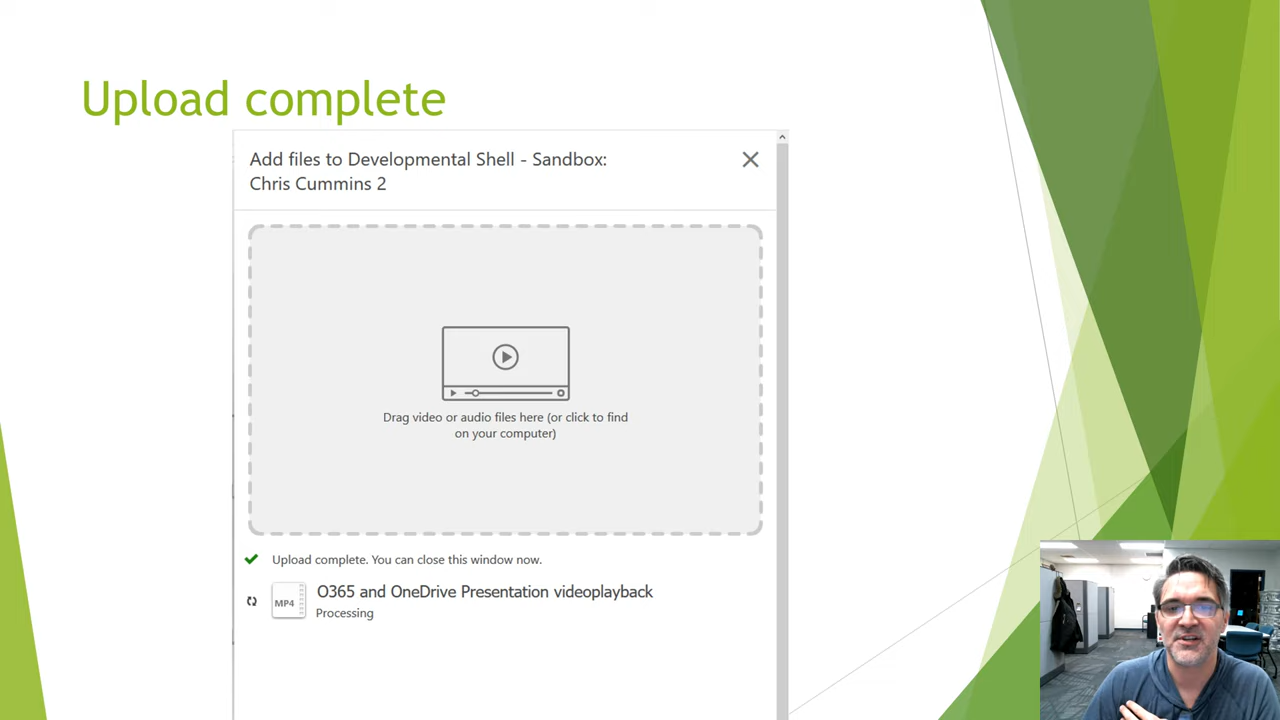 Upload complete
Add files to Developmental Shell - Sandbox:
Chris Cummins 2
Drag video or audio files here (or click to find
on your computer)
Upload complete. You can close this window now.
MP4
O365 and OneDrive Presentation videoplayback
Processing